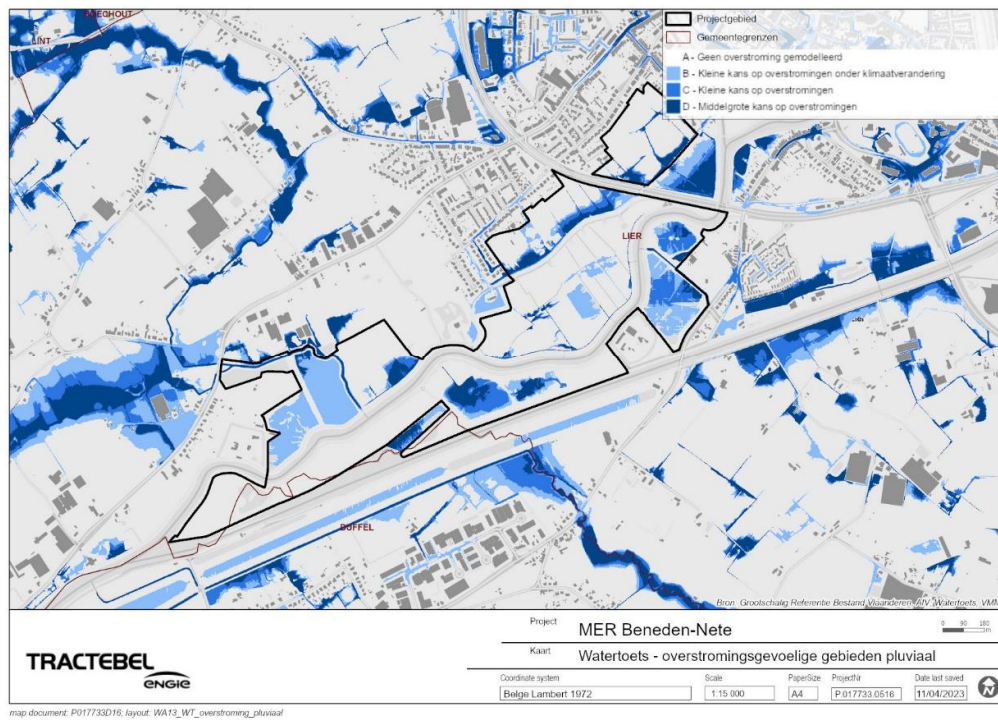 BOECHOUT
LINT
Projectgebied
Gemeentegrenzen
A - Geen overstroming gemodelleerd
B - Kleine kans op overstromingen onder klimaatverandering
C - Kleine kans op overstromingen
D - Middelgrote kans op overstromingen
LIER
DUFFEL
Bron: Grootschalig Referentie Bestand Vlaanderen, AIV, Watertoets, VMM
Project MER Beneden-Nete
0 90 180
m
Kaart Watertoets - overstromingsgevoelige gebieden pluviaal
TRACTEBEL
ENGIE
Coordinate system Scale PaperSize ProjectNr Date last saved
Belge Lambert 1972 1:15 000 A4 P.017733.0516 11/04/2023
map document: P017733D16; layout: WA13_WT_overstroming_pluviaal